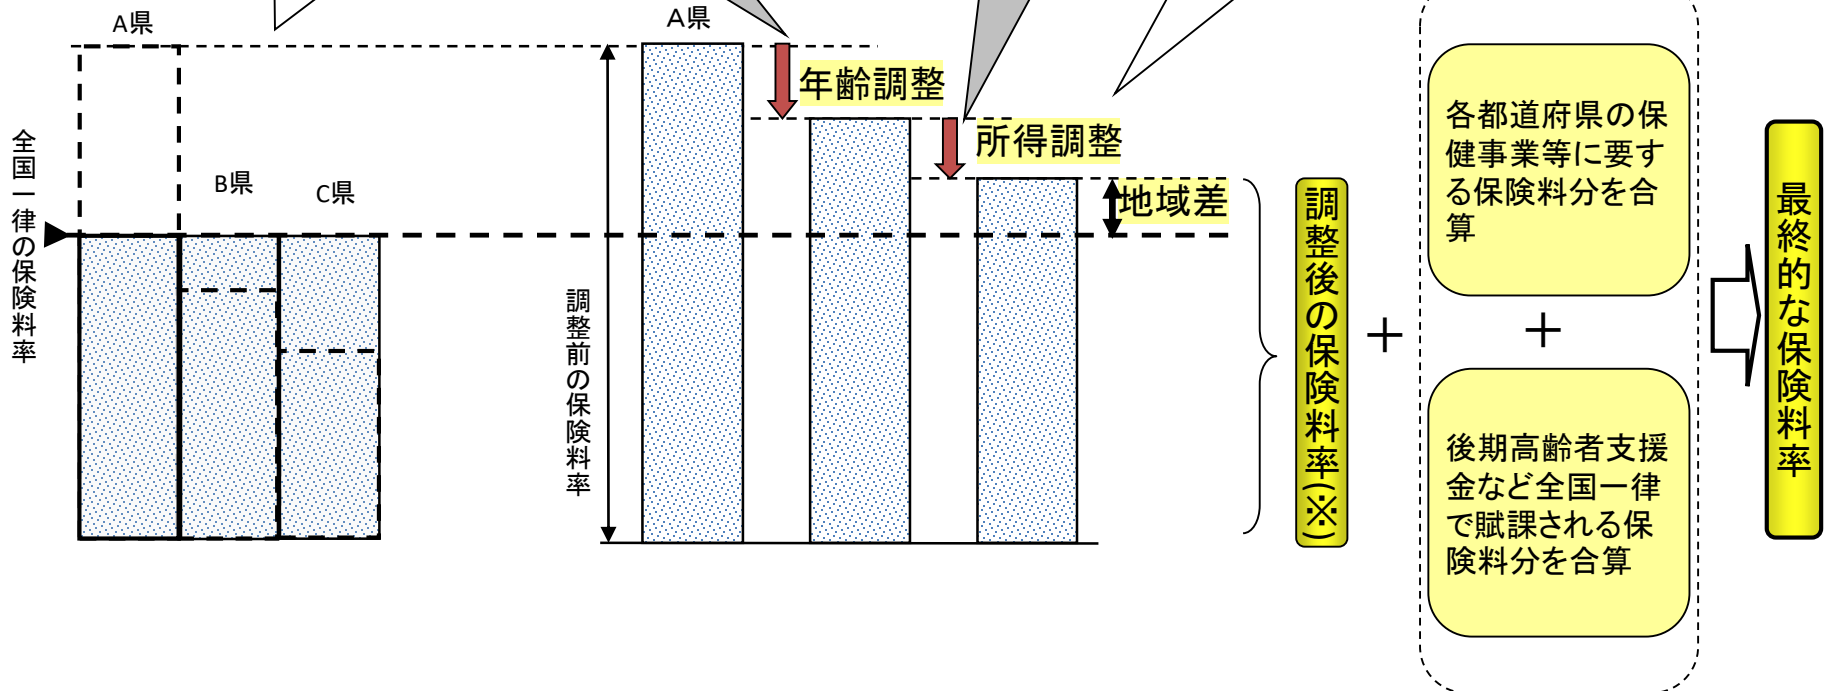 全国一律の保険料率
A県
B県
C県
調整前の保険料率
A県
年齢調整
所得調整
地域差
調整後の保険料率(※)
＋
各都道府県の保
健事業等に要す
る保険料分を合
算
＋
後期高齢者支援
金など全国一律
で賦課される保
険料分を合算
最終的な保険料率